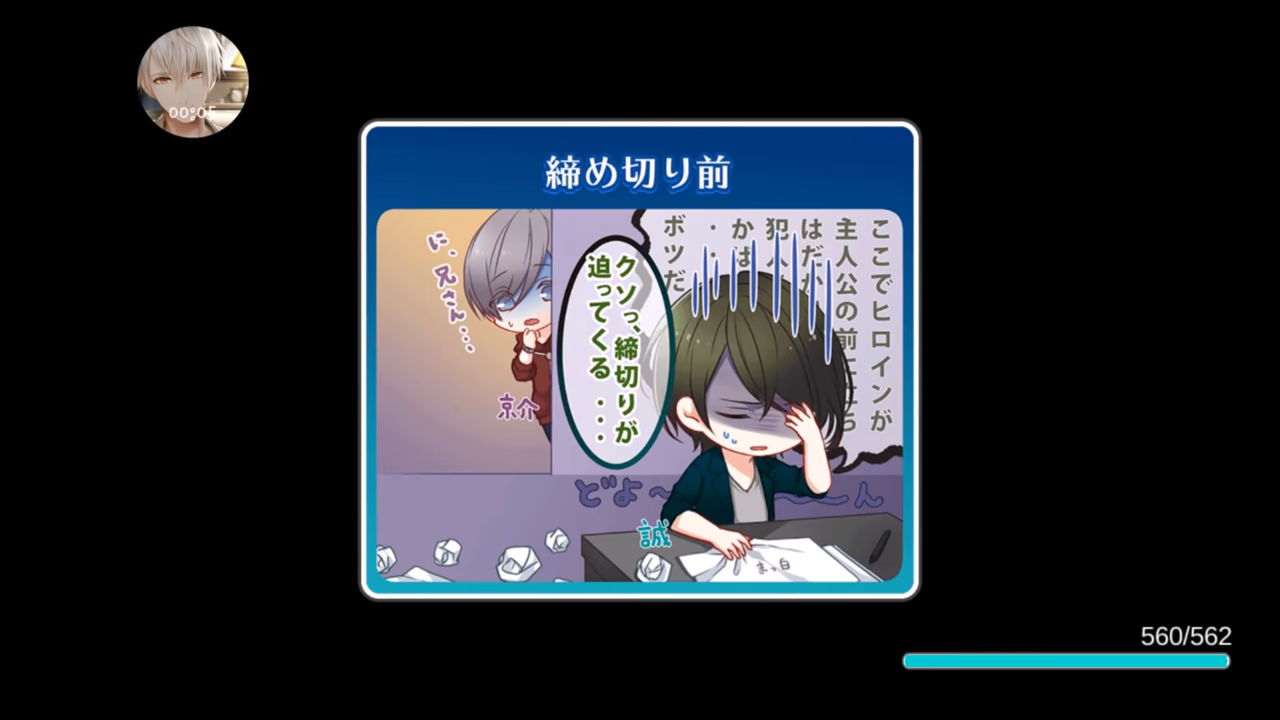 00:05
締め切り前
ここでヒロインが
主人公の前に
はだか
犯人
かは
・・
ボツだ
クソっ、締切りが
迫ってくる・・・
に、兄さん・・・
京介
どよ〜
ん
誠
まっ白
560/562